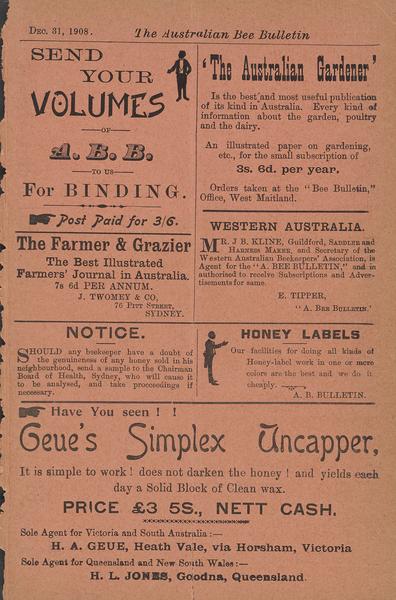 Dec. 31, 1908.
The Australian Bee Bulletin
SEND
YOUR
VOLUMES
—OF—
A. B. B.
—TO US—
For BINDING.
Post Paid for 3/6.
The Farmer & Grazier
The Best Illustrated
Farmers' Journal in Australia.
7s 6d PER ANNUM.
J. TWOMEY & CO,
76 Pitt Street,
SYDNEY.
'The Australian Gardener'
Is the best and most useful publication
of its kind in Australia. Every kind of
information about the garden, poultry
and the dairy.
An illustrated paper on gardening,
etc., for the small subscription of
3s. 6d. per year.
Orders taken at the "Bee Bulletin,"
Office, West Maitland.
WESTERN AUSTRALIA.
MR. J B KLINE, Guildford, Saddler and
Harness Maker, and Secretary of the
Western Australian Beekeepers' Association, is
Agent for the "A. BEE BULLETIN," and is
authorised to receive Subscriptions and Adver-
tisements for same.
E. TIPPER,
"A. Bee Bulletin.'
NOTICE.
SHOULD any beekeeper have a doubt of
the genuineness of any honey sold in his
neighbourhood, send a sample to the Chairman
Board of Health, Sydney, who will cause it
to be analysed, and take proceedings if
necessary.
HONEY LABELS
Our facilities for doing all kinds of
Honey-label work in one or more
colors are the best and we do it
cheaply.
A. B. BULLETIN.
Have You seen ! !
Geue's Simplex Uncapper,
It is simple to work ! does not darken the honey ! and yields each
day a Solid Block of Clean wax.
PRICE £3 5S., NETT CASH.
Sole Agent for Victoria and South Australia :—
H. A. GEUE, Heath Vale, via Horsham, Victoria
Sole Agent for Queensland and New South Wales :—
H. L. JONES, Goodna, Queensland.